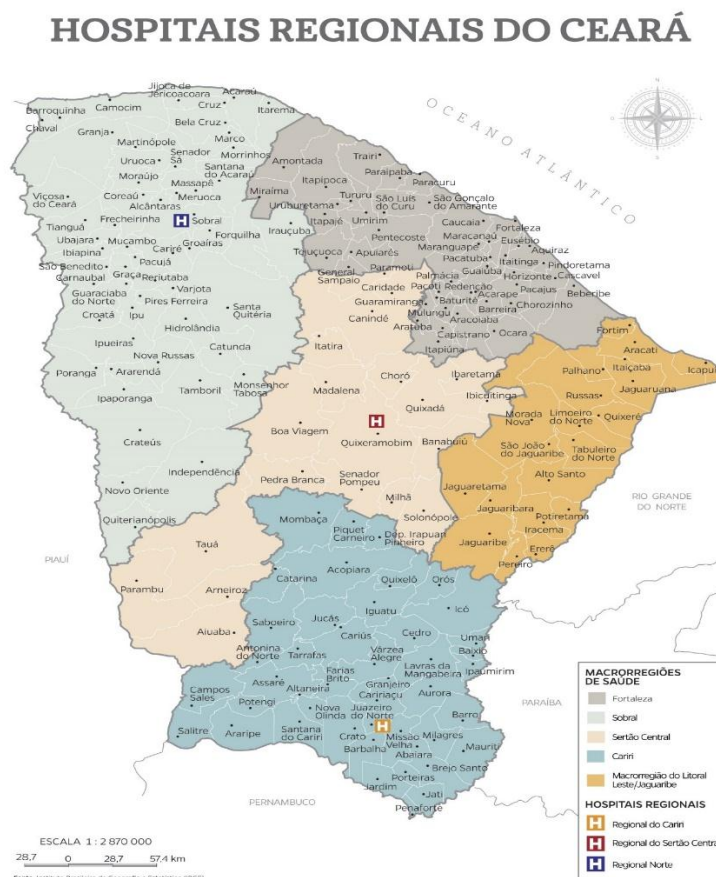 HOSPITAIS REGIONAIS DO CEARÁ
OCEANO ATLÂNTICO
Jijoca de
Jericoacoara
Acaraú
Barroquinha
Camocim
Cruz
Itarema
Chaval
Granja
Bela Cruz
Marco
Martinópole
Senador
Sá
Morrinhos
Uruoca
Santana
do Acaraú
Moraújo
Massapê
Viçosa
do Ceará
Coreaú
Meruoca
Alcântaras
Tianguá
Frecheirinha
H
Sobral
Ubajara
Mucambo
Forquilha
Irauçuba
Ibiapina
Cariré
Groaíras
Pacujá
São Benedito
Graça
Reriutaba
Carnaubal
Varjota
Guaraciaba
do Norte
Pires Ferreira
Santa
Quitéria
Croatá
Ipu
Hidrolândia
Ipueiras
Catunda
Nova Russas
Poranga
Ararendá
Tamboril
Monsenhor
Tabosa
Ipaporanga
Crateús
Independência
Novo Oriente
Quiterianópolis
Trairi
Amontada
Paraipaba
Itapipoca
Paracuru
Miraíma
Tururu
São Luis
do Curu
São Gonçalo
do Amarante
Uruburetama
Itapajé
Umirim
Caucaia
Fortaleza
Pentecoste
Maracanaú
Eusébio
Maranguape
Aquiraz
Tejuçuoca
Apuiarés
Pacatuba
Itaitinga
General
Sampaio
Paramoti
Guaiúba
Pindoretama
Palmácia
Horizonte
Cascavel
Caridade
Pacoti
Redenção
Pacajus
Guaramiranga
Baturité
Acarape
Beberibe
Mulungu
Barreira
Chorozinho
Canindé
Aracoiaba
Aratuba
Capistrano
Ocara
Itapiúna
Itatira
Choró
Ibaretama
Madalena
Quixadá
Ibicuitinga
Boa Viagem
H
Quixeramobim
Banabuiú
Pedra Branca
Senador
Pompeu
Milhã
Solonópole
Dep. Irapuan
Pinheiro
Tauá
Parambu
Arneiroz
Aiuaba
Fortim
Aracati
Icapuí
Palhano
Itaiçaba
Jaguaruana
Russas
Morada
Nova
Limoeiro
do Norte
Quixeré
São João
do Jaguaribe
Tabuleiro
do Norte
Alto Santo
Jaguaretama
Jaguaribara
Potiretama
Iracema
Jaguaribe
Ererê
Pereiro
Mombaça
Piquet
Carneiro
Acopiara
Catarina
Quixelô
Orós
Iguatu
Icó
Saboeiro
Jucás
Cariús
Cedro
Umari
Baixio
Antonina
do Norte
Tarrafas
Várzea
Alegre
Ipaumirim
Lavras da
Mangabeira
Assaré
Farias
Brito
Granjeiro
Campos
Sales
Altaneira
Caririaçu
Aurora
Potengi
Nova
Olinda
Juazeiro
do Norte
Barro
H
Salitre
Araripe
Santana
do Cariri
Crato
Missão
Velha
Milagres
Barbalha
Abaiara
Mauriti
Brejo Santo
Porteiras
Jardim
Jati
Penaforte
PIAUÍ
RIO GRANDE
DO NORTE
PARAÍBA
PERNAMBUCO
MACRORREGIÕES
DE SAÚDE
Fortaleza
Sobral
Sertão Central
Cariri
Macrorregião do Litoral
Leste/Jaguaribe
HOSPITAIS REGIONAIS
H Regional do Cariri
H Regional do Sertão Central
H Regional Norte
ESCALA 1 : 2 870 000
28,7 0 28,7 57,4 km